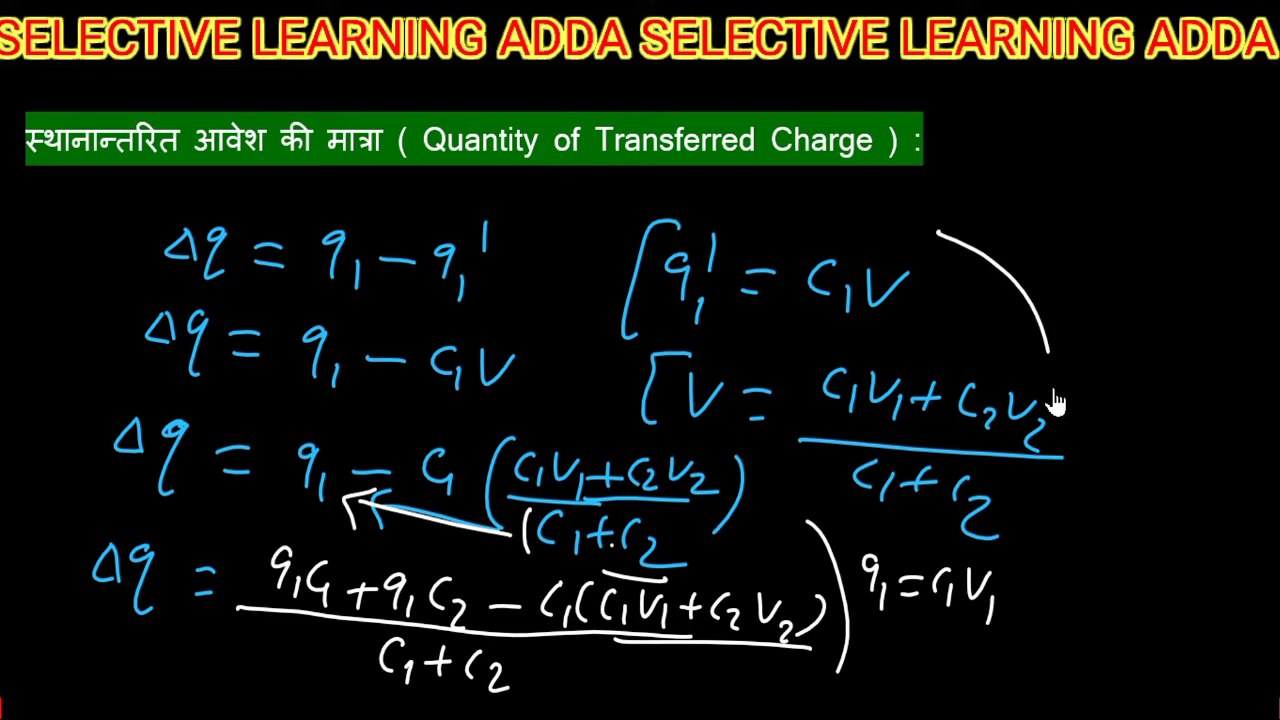 SELECTIVE LEARNING ADDA SELECTIVE LEARNING ADDA
स्थानान्तरित आवेश की मात्रा ( Quantity of Transferred Charge ) :
Δq = q₁ − q₁'
[q₁' = C₁V
Δq = q₁ − C₁V
[V = (C₁V₁ + C₂V₂) / (C₁ + C₂)
Δq = q₁ − C₁ ((C₁V₁ + C₂V₂) / (C₁ + C₂))
Δq = (q₁C₁ + q₁C₂ − C₁(C₁V₁ + C₂V₂)) / (C₁ + C₂)
q₁ = C₁V₁